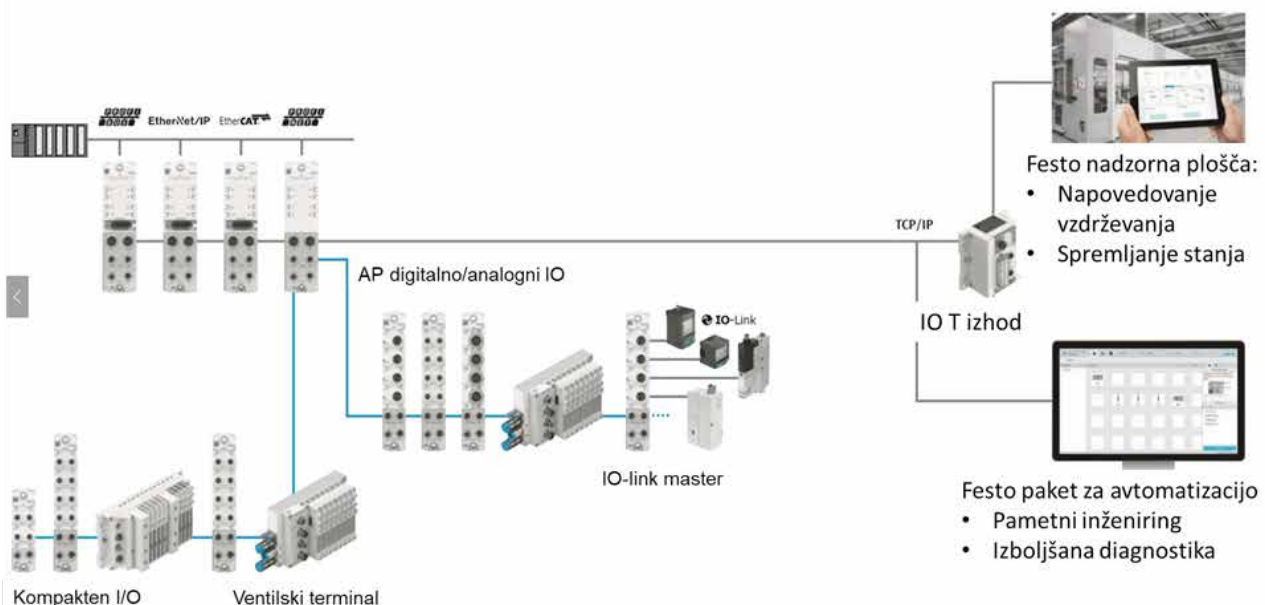 PROFI
BUS
EtherNet/IP
EtherCAT
PROFI
NET
Festo nadzorna plošča:
• Napovedovanje
vzdrževanja
• Spremljanje stanja
TCP/IP
AP digitalno/analogni IO
IO-Link
IO T izhod
IO-link master
Festo paket za avtomatizacijo
• Pametni inženiring
• Izboljšana diagnostika
Kompakten I/O
Ventilski terminal